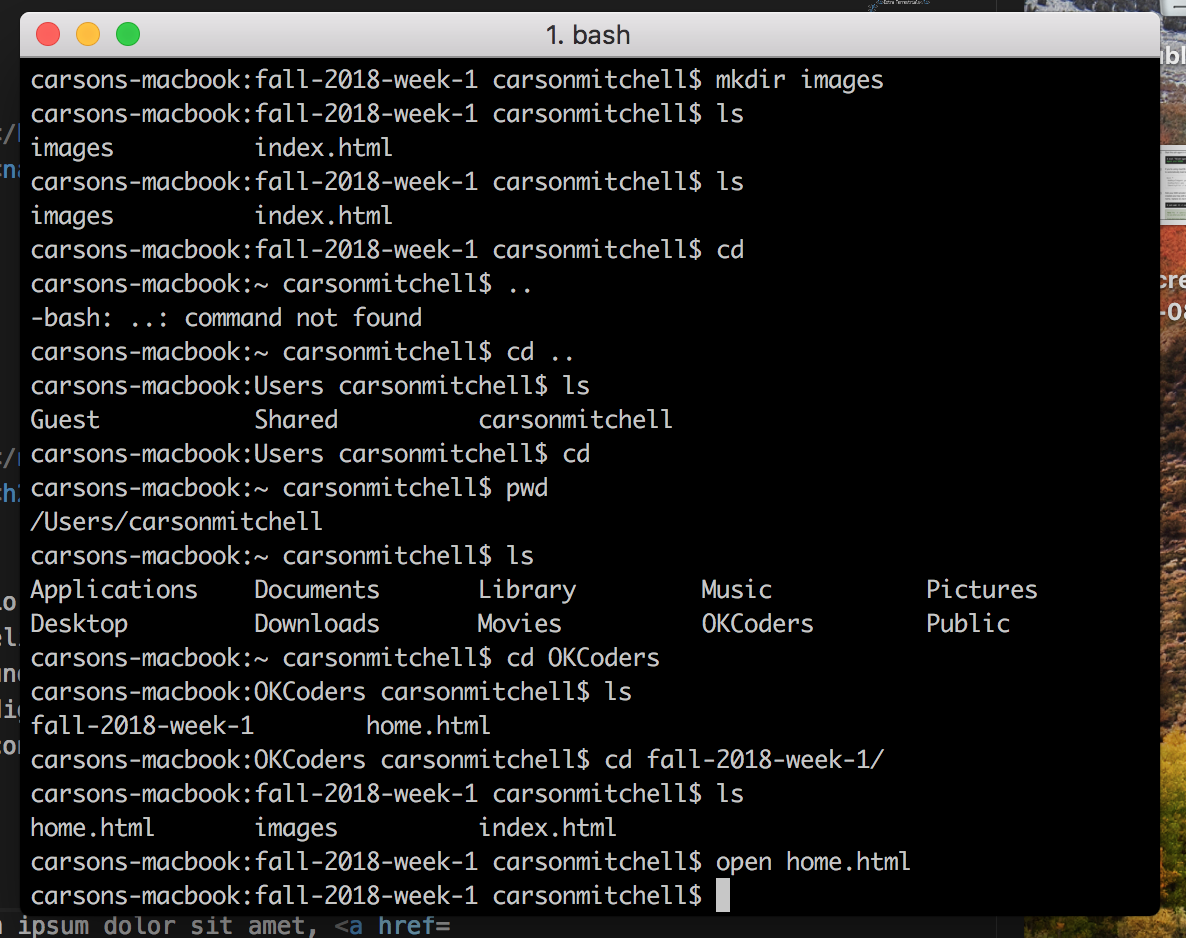 1. bash
carsons-macbook:fall-2018-week-1 carsonmitchell$ mkdir images
carsons-macbook:fall-2018-week-1 carsonmitchell$ ls
images index.html
carsons-macbook:fall-2018-week-1 carsonmitchell$ ls
images index.html
carsons-macbook:fall-2018-week-1 carsonmitchell$ cd
carsons-macbook:~ carsonmitchell$ ..
-bash: ..: command not found
carsons-macbook:~ carsonmitchell$ cd ..
carsons-macbook:Users carsonmitchell$ ls
Guest Shared carsonmitchell
carsons-macbook:Users carsonmitchell$ cd
carsons-macbook:~ carsonmitchell$ pwd
/Users/carsonmitchell
carsons-macbook:~ carsonmitchell$ ls
Applications Documents Library Music Pictures
Desktop Downloads Movies OKCoders Public
carsons-macbook:~ carsonmitchell$ cd OKCoders
carsons-macbook:OKCoders carsonmitchell$ ls
fall-2018-week-1 home.html
carsons-macbook:OKCoders carsonmitchell$ cd fall-2018-week-1/
carsons-macbook:fall-2018-week-1 carsonmitchell$ ls
home.html images index.html
carsons-macbook:fall-2018-week-1 carsonmitchell$ open home.html
carsons-macbook:fall-2018-week-1 carsonmitchell$
ipsum dolor sit amet, <a href=